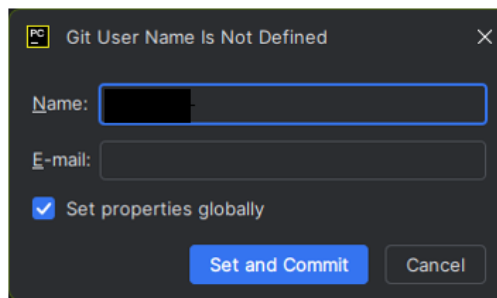 PC Git User Name Is Not Defined
Name:
E-mail:
Set properties globally
Set and Commit Cancel